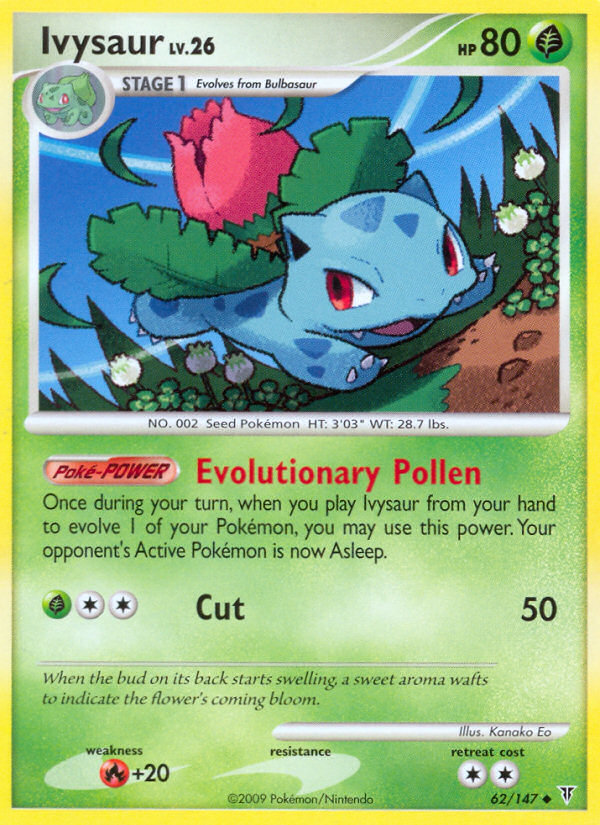 Ivysaur LV.26 HP 80
STAGE 1 Evolves from Bulbasaur
NO. 002 Seed Pokémon HT: 3'03" WT: 28.7 lbs.
Poké-POWER Evolutionary Pollen
Once during your turn, when you play Ivysaur from your hand
to evolve 1 of your Pokémon, you may use this power. Your
opponent's Active Pokémon is now Asleep.
Cut 50
When the bud on its back starts swelling, a sweet aroma wafts
to indicate the flower's coming bloom.
Illus. Kanako Eo
weakness resistance retreat cost
+20
©2009 Pokémon/Nintendo 62/147